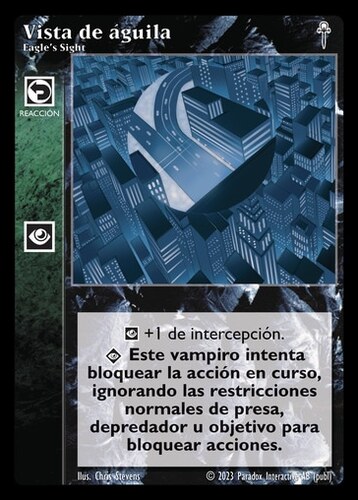 Vista de águila
Eagle's Sight
REACCIÓN
+1 de intercepción.
Este vampiro intenta
bloquear la acción en curso,
ignorando las restricciones
normales de presa,
depredador u objetivo para
bloquear acciones.
Ilus. Chris Stevens
© 2023 Paradox Interactive AB (publ)